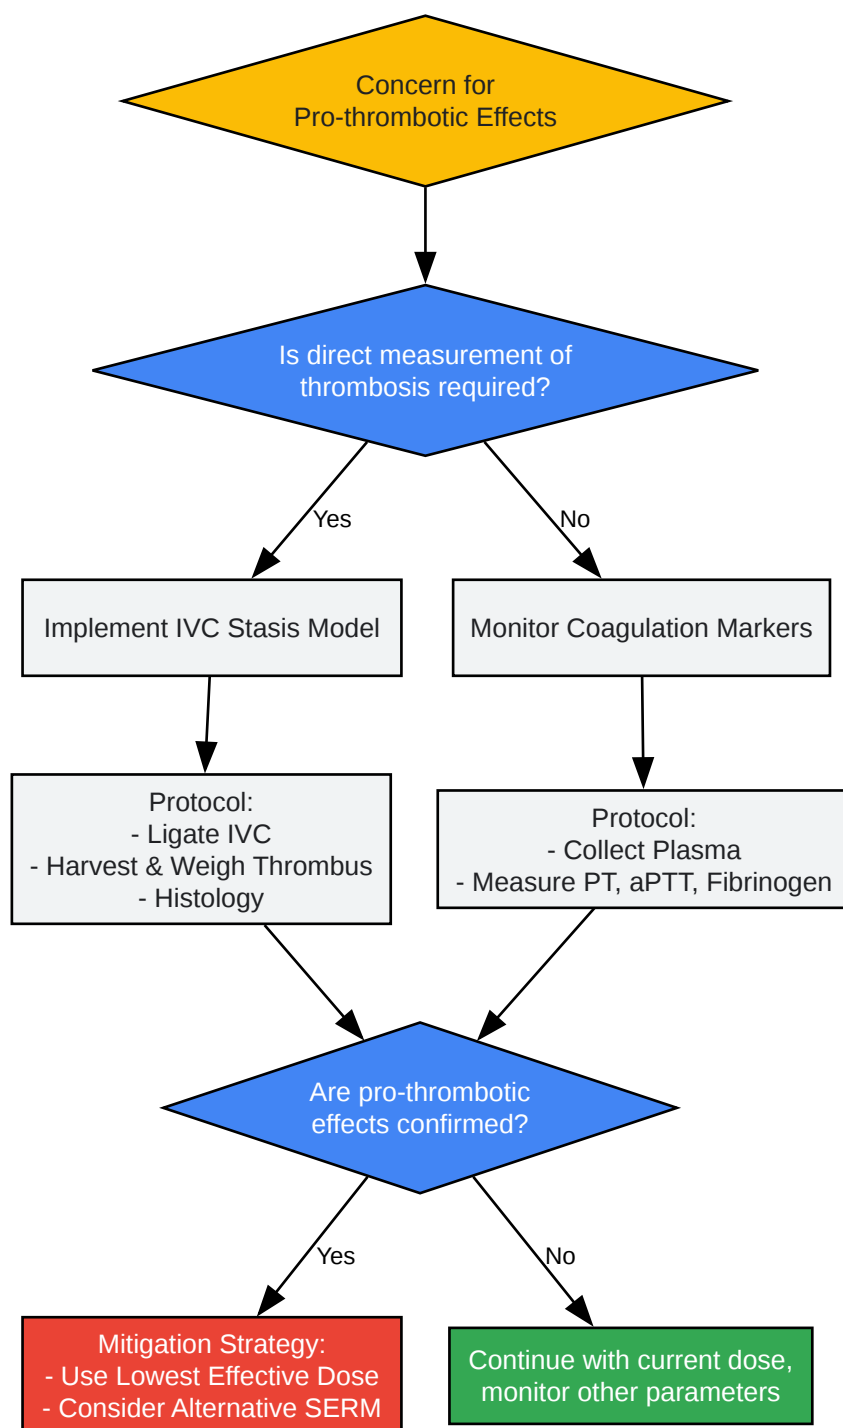 Concern for
Pro-thrombotic Effects
Is direct measurement of
thrombosis required?
Yes
No
Implement IVC Stasis Model
Monitor Coagulation Markers
Protocol:
- Ligate IVC
- Harvest & Weigh Thrombus
- Histology
Protocol:
- Collect Plasma
- Measure PT, aPTT, Fibrinogen
Are pro-thrombotic
effects confirmed?
Yes
No
Mitigation Strategy:
- Use Lowest Effective Dose
- Consider Alternative SERM
Continue with current dose,
monitor other parameters